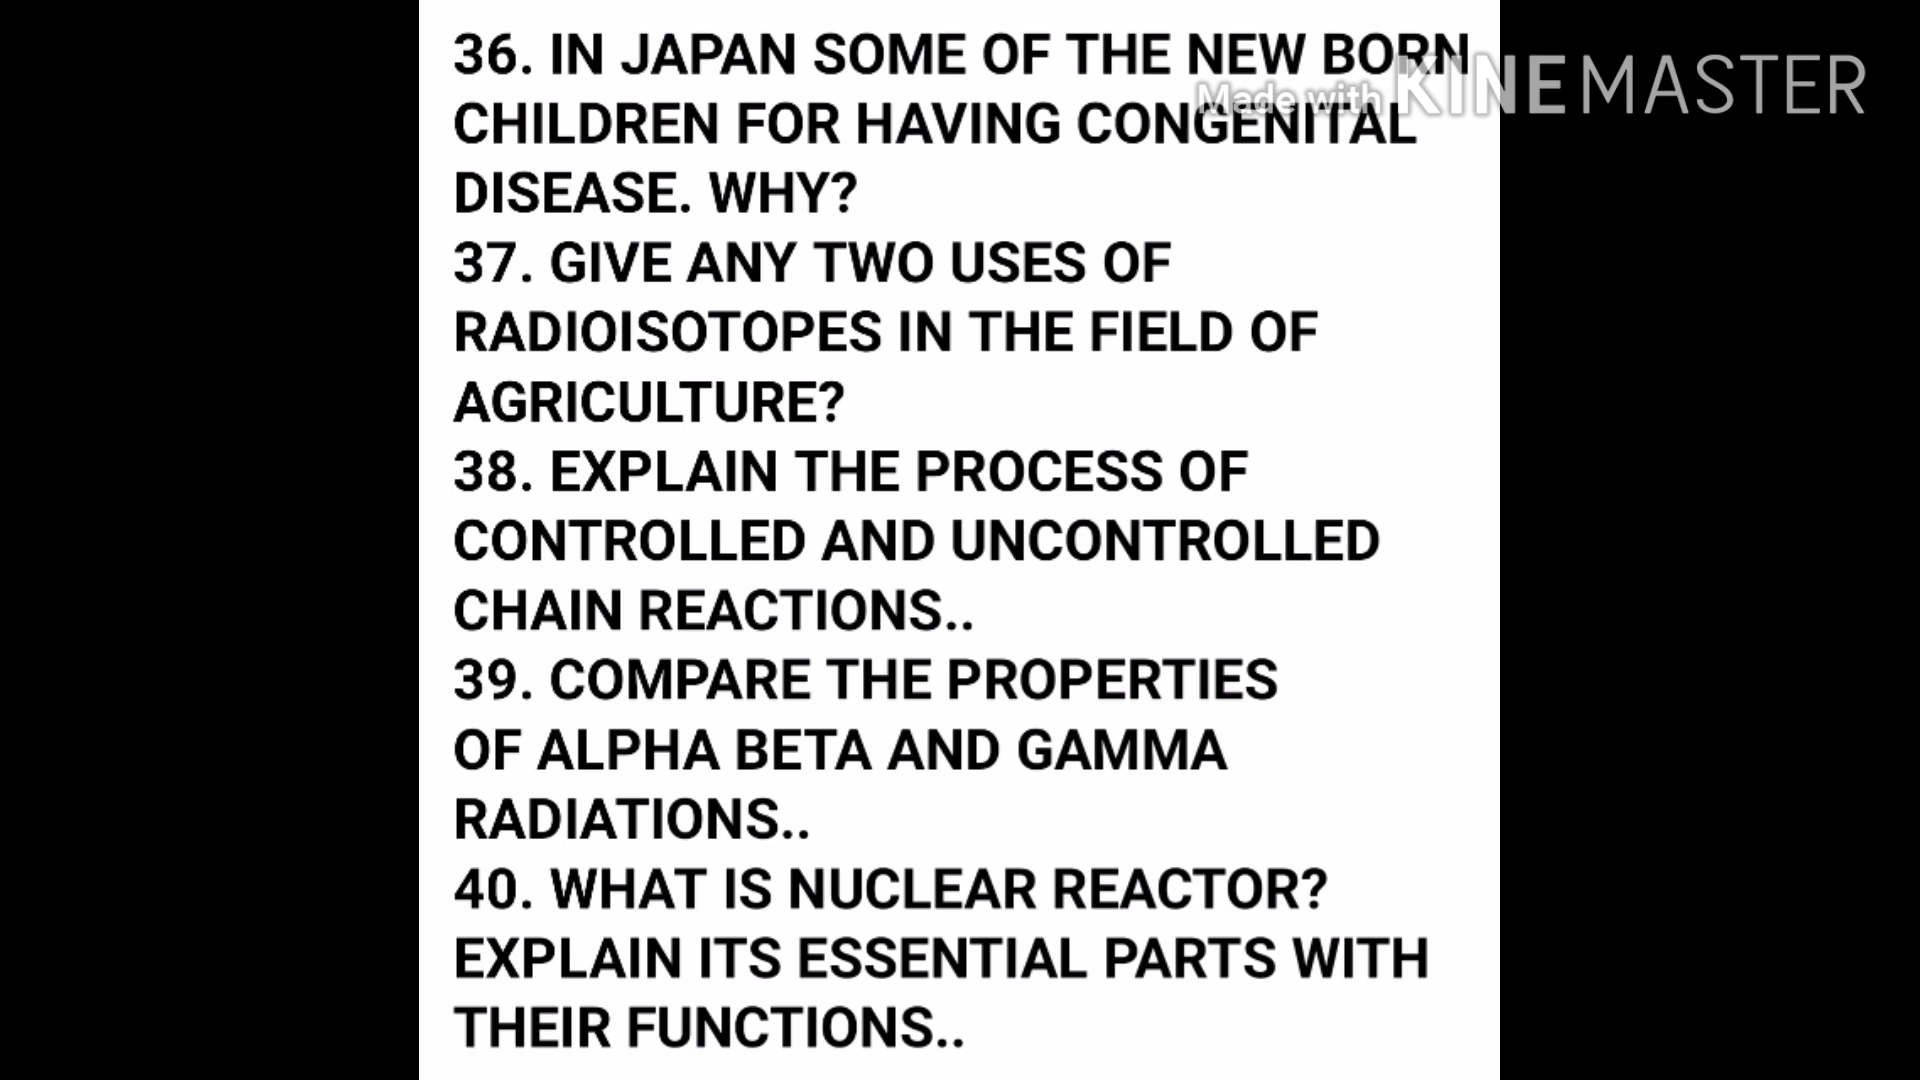 36. IN JAPAN SOME OF THE NEW BORN
CHILDREN FOR HAVING CONGENITAL
DISEASE. WHY?
37. GIVE ANY TWO USES OF
RADIOISOTOPES IN THE FIELD OF
AGRICULTURE?
38. EXPLAIN THE PROCESS OF
CONTROLLED AND UNCONTROLLED
CHAIN REACTIONS..
39. COMPARE THE PROPERTIES
OF ALPHA BETA AND GAMMA
RADIATIONS..
40. WHAT IS NUCLEAR REACTOR?
EXPLAIN ITS ESSENTIAL PARTS WITH
THEIR FUNCTIONS..
Made with KINEMASTER